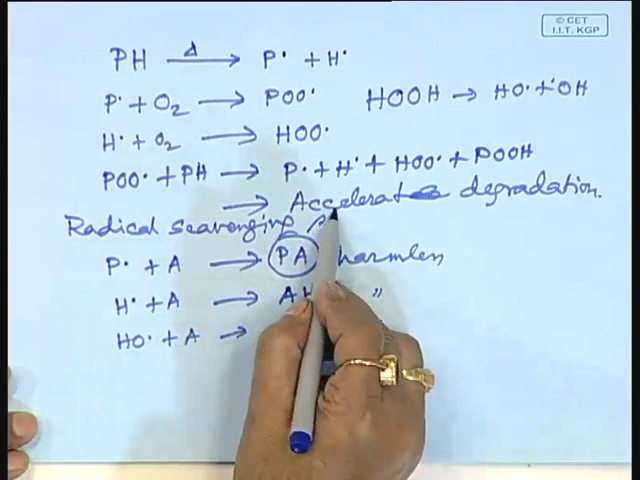 © CET
I.I.T. KGP
PH —Δ→ P• + H•
P• + O₂ → POO•
HOOH → HO• + •OH
H• + O₂ → HOO•
POO• + PH → P• + H• + HOO• + POOH
→ Accelerate degradation.
Radical scavenging
P• + A → PA harmless
H• + A → AH "
HO• + A →